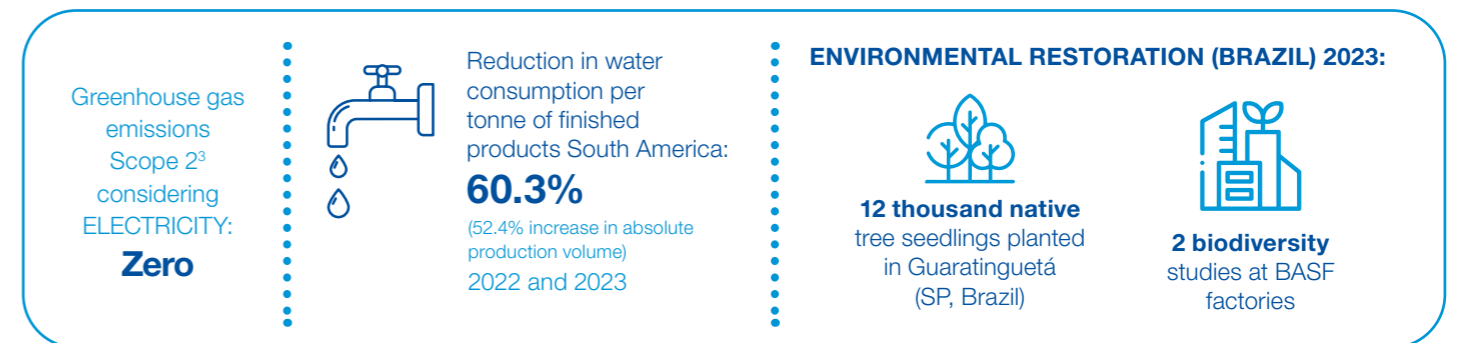 Greenhouse gas
emissions
Scope 2³
considering
ELECTRICITY:
Zero
Reduction in water
consumption per
tonne of finished
products South America:
60.3%
(52.4% increase in absolute
production volume)
2022 and 2023
ENVIRONMENTAL RESTORATION (BRAZIL) 2023:
12 thousand native
tree seedlings planted
in Guaratinguetá
(SP, Brazil)
2 biodiversity
studies at BASF
factories